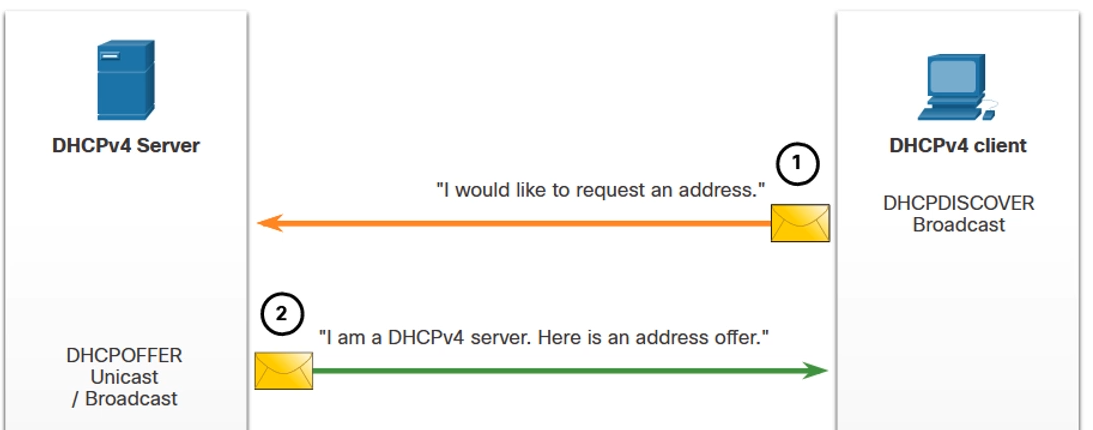 DHCPv4 Server
DHCPv4 client
1
"I would like to request an address."
DHCPDISCOVER
Broadcast
2
"I am a DHCPv4 server. Here is an address offer."
DHCPOFFER
Unicast
/ Broadcast